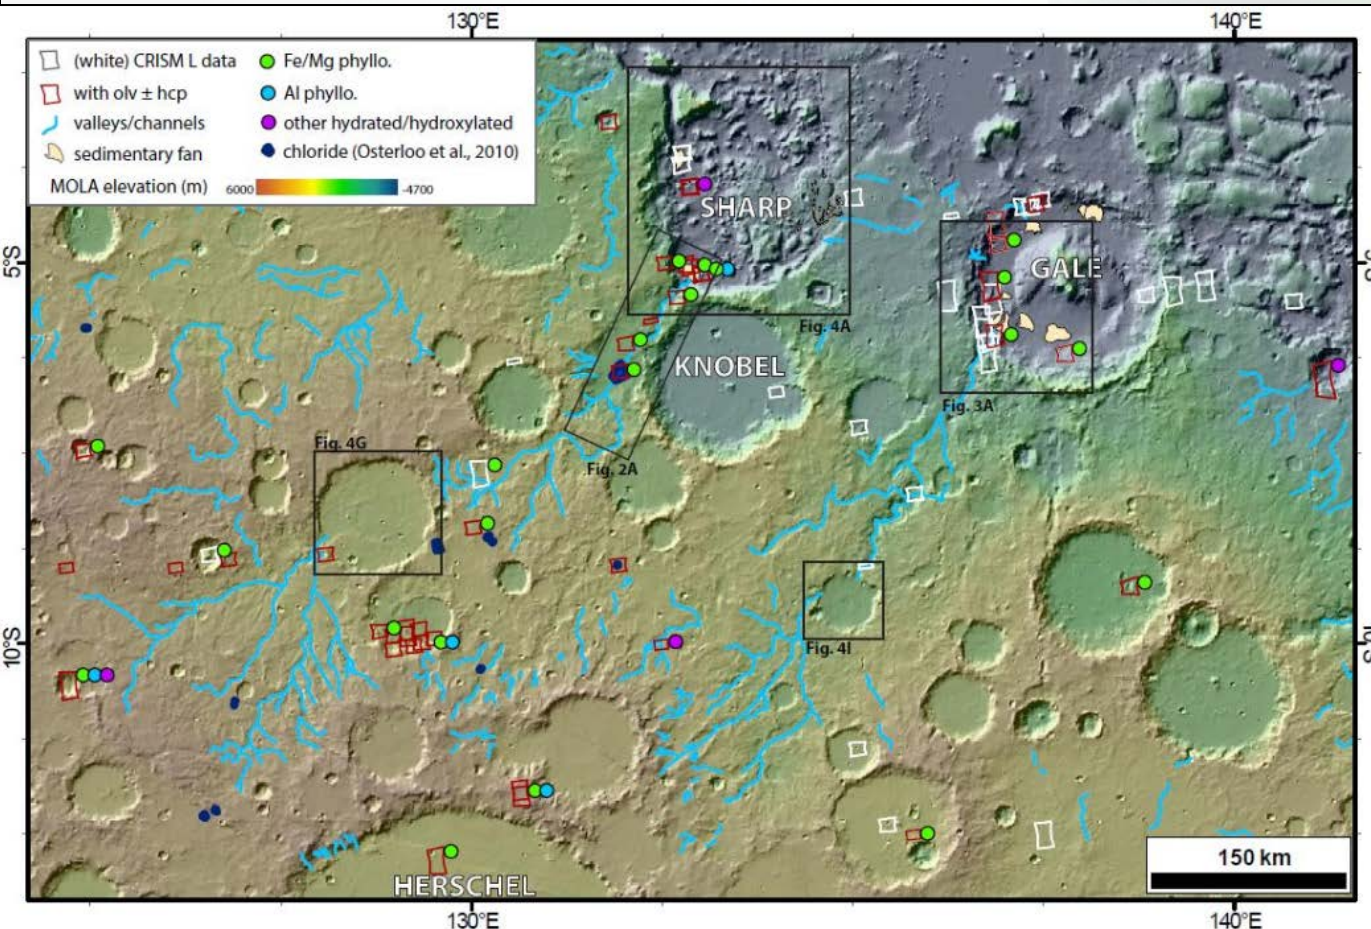 130°E
140°E
(white) CRISM L data
Fe/Mg phyllo.
with olv ± hcp
Al phyllo.
valleys/channels
other hydrated/hydroxylated
sedimentary fan
chloride (Osterloo et al., 2010)
MOLA elevation (m)
6000
-4700
SHARP
5°S
GALE
Fig. 4A
KNOBEL
Fig. 3A
Fig. 4G
Fig. 2A
10°S
Fig. 4I
150 km
HERSCHEL
130°E
140°E